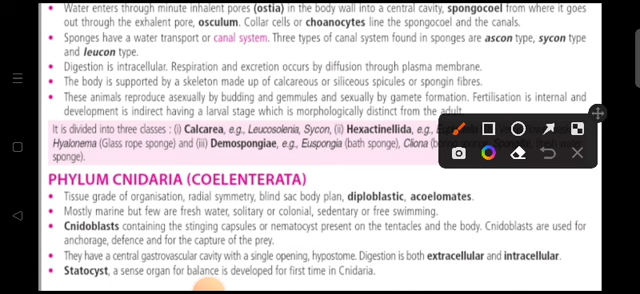 • Water enters through minute inhalent pores (ostia) in the body wall into a central cavity, spongocoel from where it goes
out through the exhalent pore, osculum. Collar cells or choanocytes line the spongocoel and the canals.
• Sponges have a water transport or canal system. Three types of canal system found in sponges are ascon type, sycon type
and leucon type.
• Digestion is intracellular. Respiration and excretion occurs by diffusion through plasma membrane.
• The body is supported by a skeleton made up of calcareous or siliceous spicules or spongin fibres.
• These animals reproduce asexually by budding and gemmules and sexually by gamete formation. Fertilisation is internal and
development is indirect having a larval stage which is morphologically distinct from the adult.
It is divided into three classes : (i) Calcarea, e.g., Leucosolenia, Sycon, (ii) Hexactinellida, e.g.,
Hyalonema (Glass rope sponge) and (iii) Demospongiae, e.g., Euspongia (bath sponge), Cliona
sponge).
PHYLUM CNIDARIA (COELENTERATA)
• Tissue grade of organisation, radial symmetry, blind sac body plan, diploblastic, acoelomates.
• Mostly marine but few are fresh water, solitary or colonial, sedentary or free swimming.
• Cnidoblasts containing the stinging capsules or nematocyst present on the tentacles and the body. Cnidoblasts are used for
anchorage, defence and for the capture of the prey.
• They have a central gastrovascular cavity with a single opening, hypostome. Digestion is both extracellular and intracellular.
• Statocyst, a sense organ for balance is developed for first time in Cnidaria.